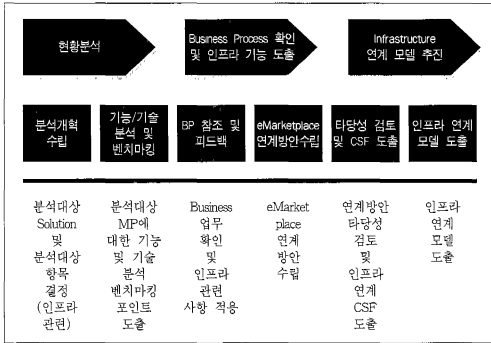 현황분석
Business Process 확인
및 인프라 기능 도출
Infrastructure
연계 모델 추진
분석개혁
수립
기능/기술
분석 및
벤치마킹
BP 참조 및
피드백
eMarketplace
연계방안수립
타당성 검토
및 CSF 도출
인프라 연계
모델 도출
분석대상
Solution
및
분석대상
항목
결정
(인프라
관련)
분석대상
MP에
대한 기능
및 기술
분석
벤치마킹
포인트
도출
Business
업무
확인
및
인프라
관련
사항 적용
eMarket
place
연계
방안
수립
연계방안
타당성
검토
및
인프라
연계
CSF
도출
인프라
연계
모델
도출